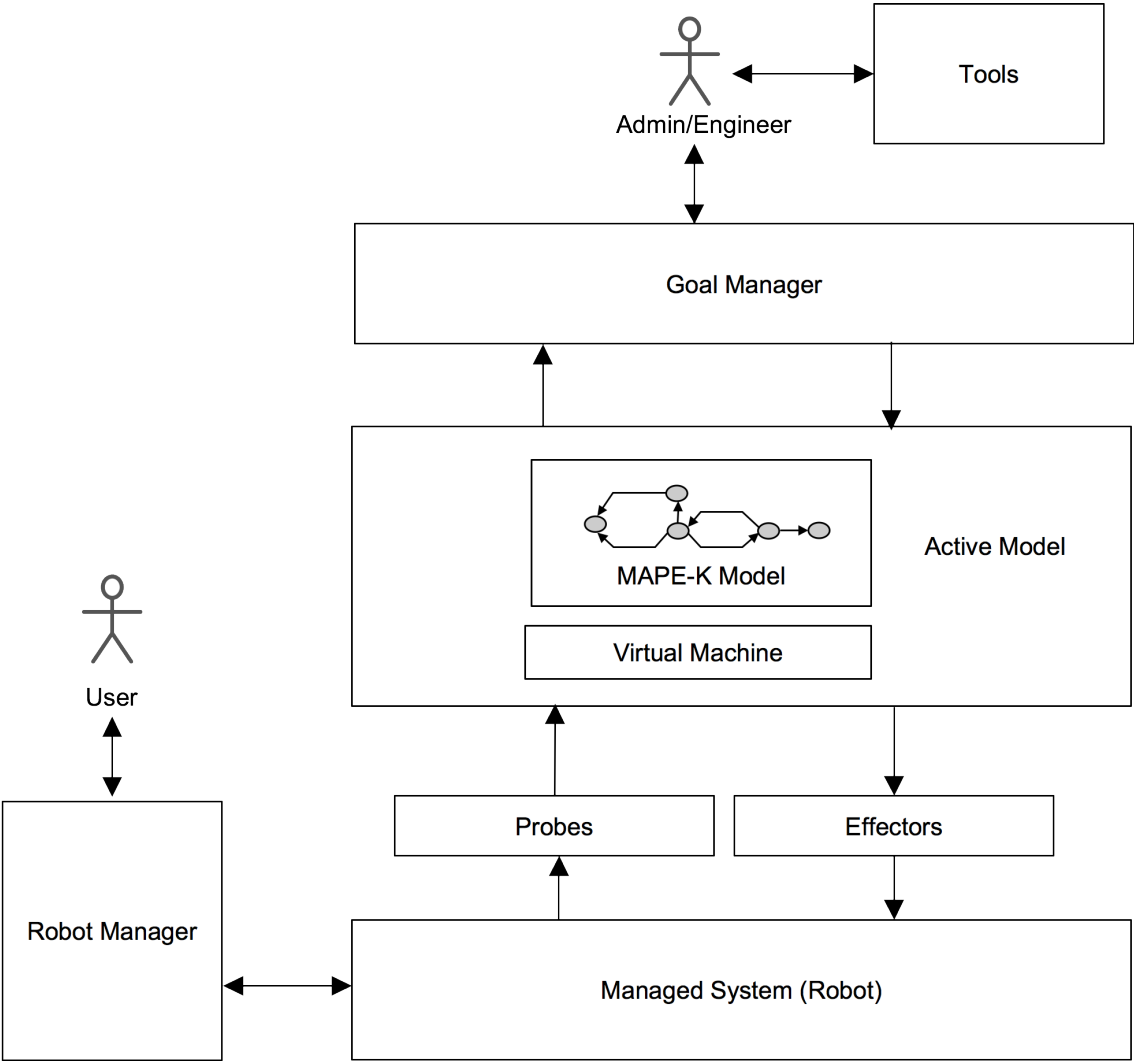 Tools
Admin/Engineer
Goal Manager
Active Model
MAPE-K Model
Virtual Machine
User
Probes
Effectors
Robot Manager
Managed System (Robot)